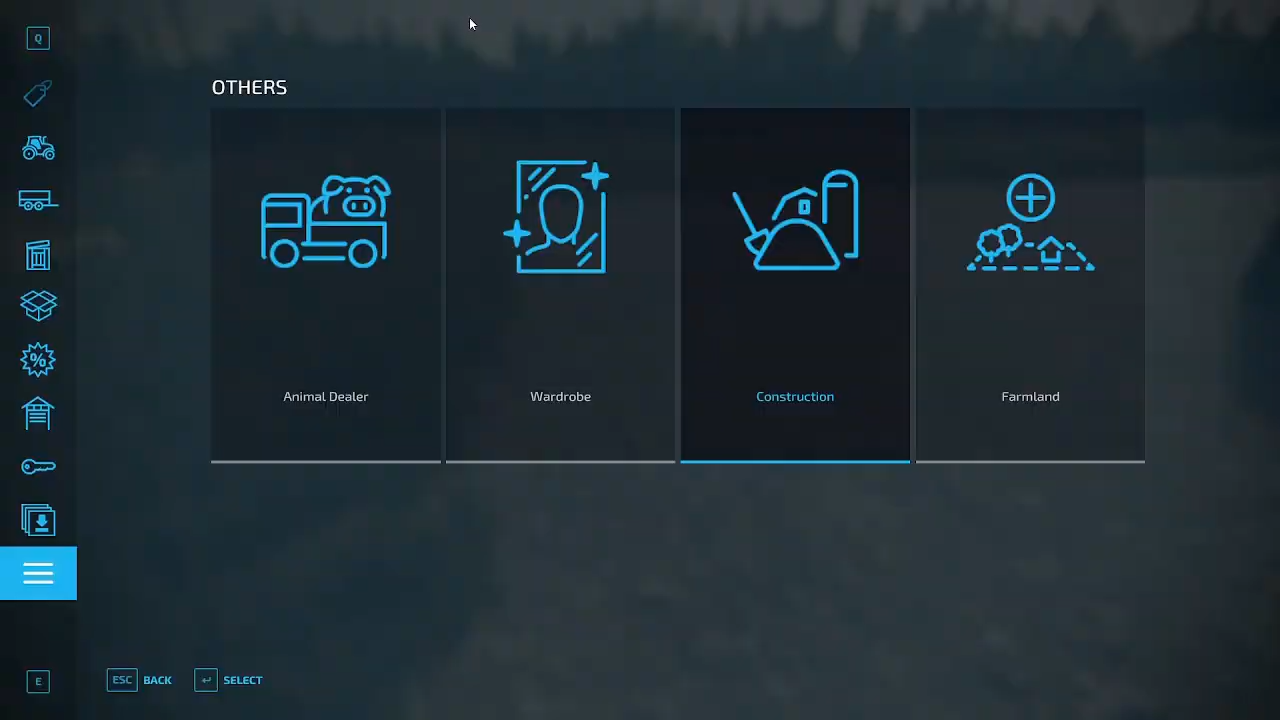 Q
OTHERS
%
Animal Dealer
Wardrobe
Construction
Farmland
E
ESC BACK ↵ SELECT